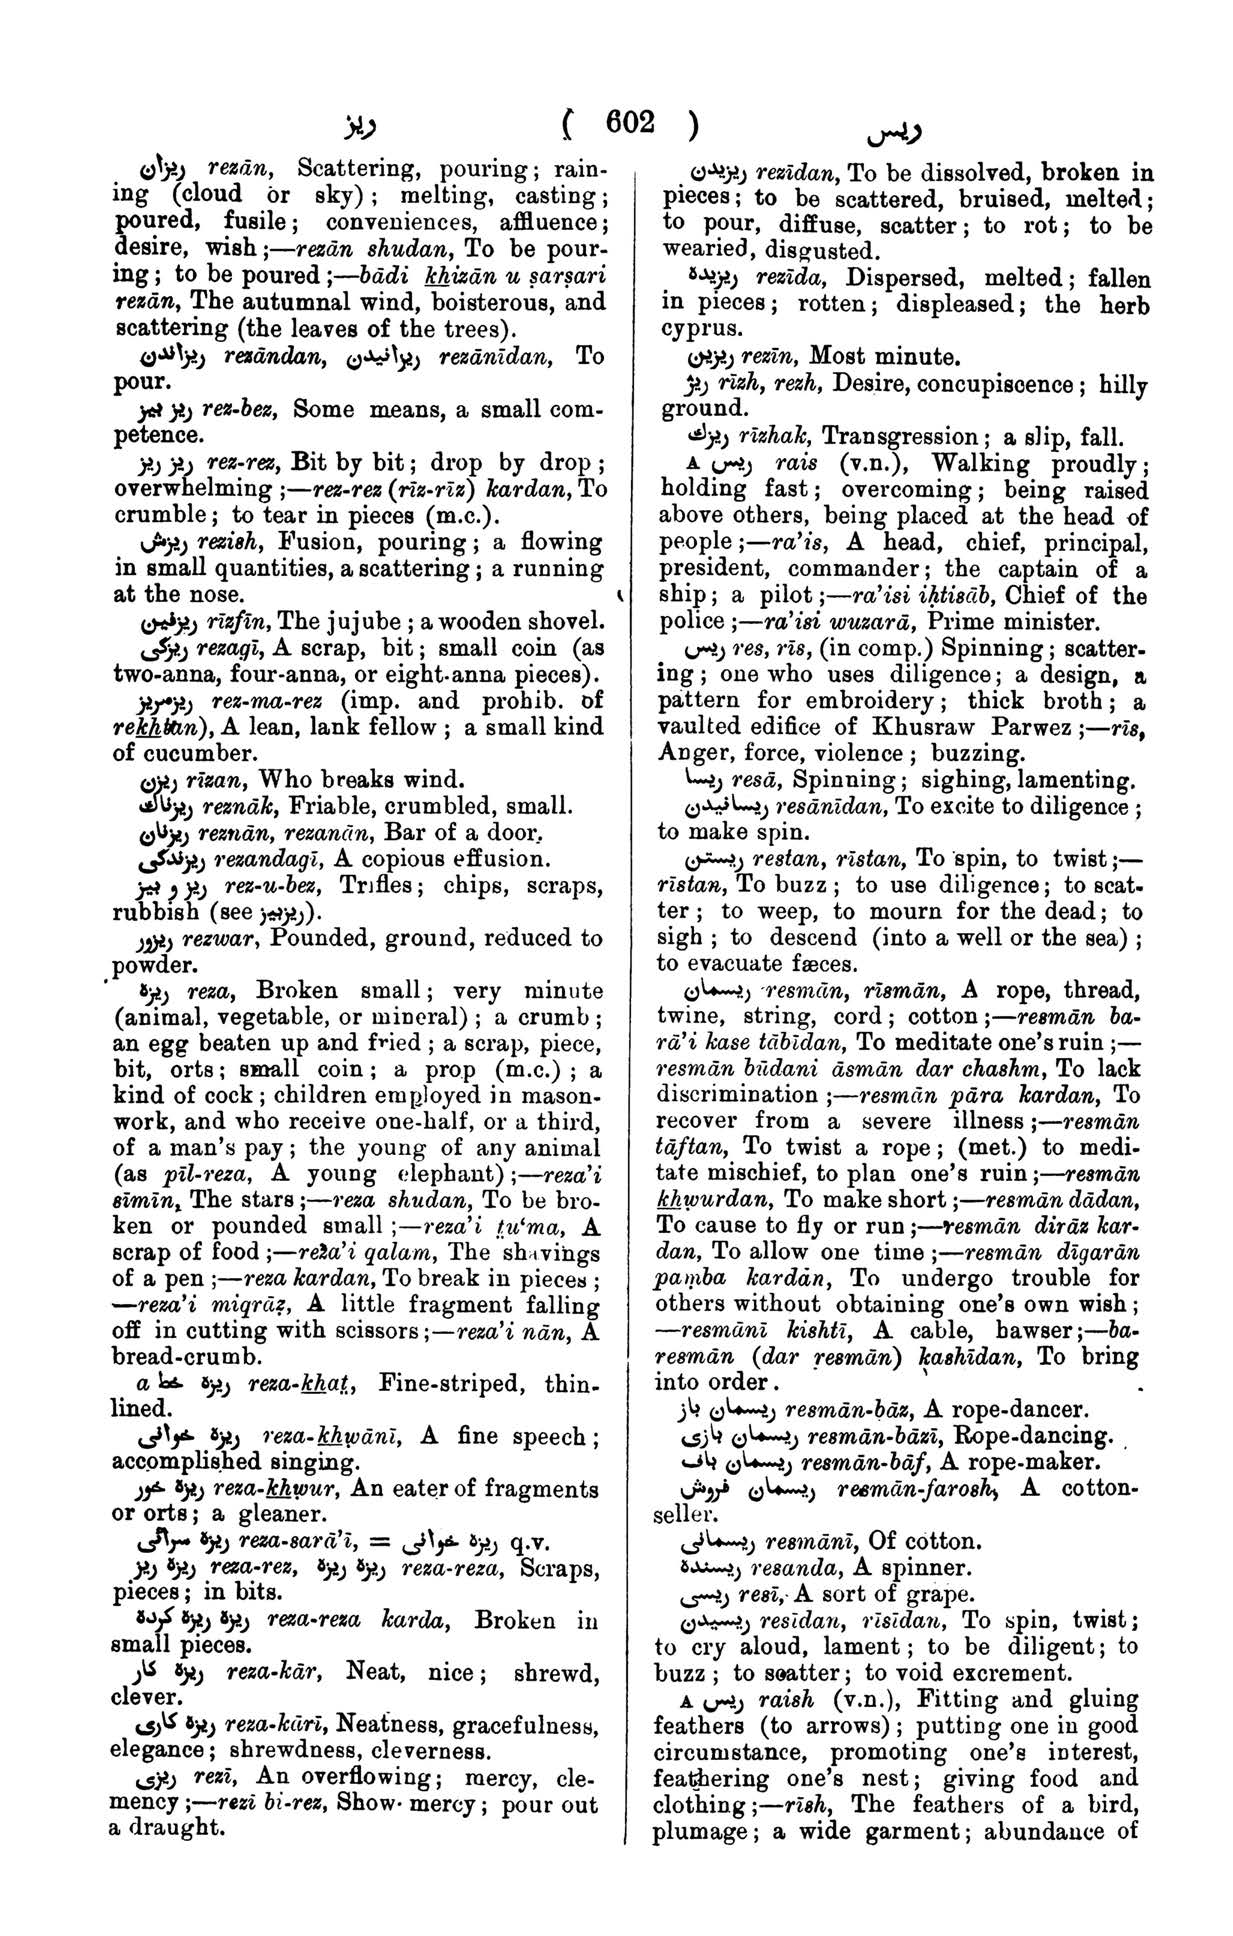 ریز ( 602 ) ریس
ریزان rezān, Scattering, pouring; rain-
ing (cloud or sky); melting, casting;
poured, fusile; conveniences, affluence;
desire, wish;—rezān shudan, To be pour-
ing; to be poured;—bādi khizān u ṣarṣari
rezān, The autumnal wind, boisterous, and
scattering (the leaves of the trees).
ریزاندن rezāndan, ریزانیدن rezānīdan, To
pour.
ریز بیز rez-bez, Some means, a small com-
petence.
ریز ریز rez-rez, Bit by bit; drop by drop;
overwhelming;—rez-rez (rīz-rīz) kardan, To
crumble; to tear in pieces (m.c.).
ریزش rezish, Fusion, pouring; a flowing
in small quantities, a scattering; a running
at the nose.
ریزفین rīzfīn, The jujube; a wooden shovel.
ریزگی rezagī, A scrap, bit; small coin (as
two-anna, four-anna, or eight-anna pieces).
ریزمریز rez-ma-rez (imp. and prohib. of
rekhtan), A lean, lank fellow; a small kind
of cucumber.
ریزن rīzan, Who breaks wind.
ریزناك reznāk, Friable, crumbled, small.
ریزنان reznān, rezanān, Bar of a door.
ریزندگی rezandagī, A copious effusion.
ریز و بیز rez-u-bez, Trifles; chips, scraps,
rubbish (see ریزبیز).
ریزور rezwar, Pounded, ground, reduced to
powder.
ریزه reza, Broken small; very minute
(animal, vegetable, or mineral); a crumb;
an egg beaten up and fried; a scrap, piece,
bit, orts; small coin; a prop (m.c.); a
kind of cock; children employed in mason-
work, and who receive one-half, or a third,
of a man's pay; the young of any animal
(as pīl-reza, A young elephant);—reza'i
sīmīn, The stars;—reza shudan, To be bro-
ken or pounded small;—reza'i t̤u‘ma, A
scrap of food;—reza'i qalam, The shavings
of a pen;—reza kardan, To break in pieces;
—reza'i miqrāẓ, A little fragment falling
off in cutting with scissors;—reza'i nān, A
bread-crumb.
a ریزه خط reza-khat̤, Fine-striped, thin-
lined.
ریزه خوانی reza-khẉānī, A fine speech;
accomplished singing.
ریزه خور reza-khẉur, An eater of fragments
or orts; a gleaner.
ریزه سرائی reza-sarā'ī, = ریزه خوانی q.v.
ریزه ریز reza-rez, ریزه ریزه reza-reza, Scraps,
pieces; in bits.
ریزه ریزه کرده reza-reza karda, Broken in
small pieces.
ریزه کار reza-kār, Neat, nice; shrewd,
clever.
ریزه کاری reza-kārī, Neatness, gracefulness,
elegance; shrewdness, cleverness.
ریزی rezī, An overflowing; mercy, cle-
mency;—rezī bi-rez, Show mercy; pour out
a draught.
ریزیدن rezīdan, To be dissolved, broken in
pieces; to be scattered, bruised, melted;
to pour, diffuse, scatter; to rot; to be
wearied, disgusted.
ریزیده rezīda, Dispersed, melted; fallen
in pieces; rotten; displeased; the herb
cyprus.
ریزین rezīn, Most minute.
ریژ rīzh, rezh, Desire, concupiscence; hilly
ground.
ریژك rīzhak, Transgression; a slip, fall.
A ریس rais (v.n.), Walking proudly;
holding fast; overcoming; being raised
above others, being placed at the head of
people;—ra'is, A head, chief, principal,
president, commander; the captain of a
ship; a pilot;—ra'isi iḥtisāb, Chief of the
police;—ra'isi wuzarā, Prime minister.
ریس res, rīs, (in comp.) Spinning; scatter-
ing; one who uses diligence; a design, a
pattern for embroidery; thick broth; a
vaulted edifice of Khusraw Parwez;—rīs,
Anger, force, violence; buzzing.
ریسا resā, Spinning; sighing, lamenting.
ریسانیدن resānīdan, To excite to diligence;
to make spin.
ریستن restan, rīstan, To spin, to twist;—
rīstan, To buzz; to use diligence; to scat-
ter; to weep, to mourn for the dead; to
sigh; to descend (into a well or the sea);
to evacuate fæces.
ریسمان resmān, rīsmān, A rope, thread,
twine, string, cord; cotton;—resmān ba-
rā'i kase tābīdan, To meditate one's ruin;—
resmān būdani āsmān dar chashm, To lack
discrimination;—resmān pāra kardan, To
recover from a severe illness;—resmān
tāftan, To twist a rope; (met.) to medi-
tate mischief, to plan one's ruin;—resmān
khẉurdan, To make short;—resmān dādan,
To cause to fly or run;—resmān dirāz kar-
dan, To allow one time;—resmān dīgarān
paṃba kardan, To undergo trouble for
others without obtaining one's own wish;
—resmānī kishtī, A cable, hawser;—ba-
resmān (dar resmān) kashīdan, To bring
into order.
ریسمان باز resmān-bāz, A rope-dancer.
ریسمان بازی resmān-bāzī, Rope-dancing.
ریسمان باف resmān-bāf, A rope-maker.
ریسمان فروش resmān-farosh, A cotton-
seller.
ریسمانی resmānī, Of cotton.
ریسنده resanda, A spinner.
ریسی resī, A sort of grape.
ریسیدن resīdan, rīsīdan, To spin, twist;
to cry aloud, lament; to be diligent; to
buzz; to scatter; to void excrement.
A ریش raish (v.n.), Fitting and gluing
feathers (to arrows); putting one in good
circumstance, promoting one's interest,
feathering one's nest; giving food and
clothing;—rīsh, The feathers of a bird,
plumage; a wide garment; abundance of